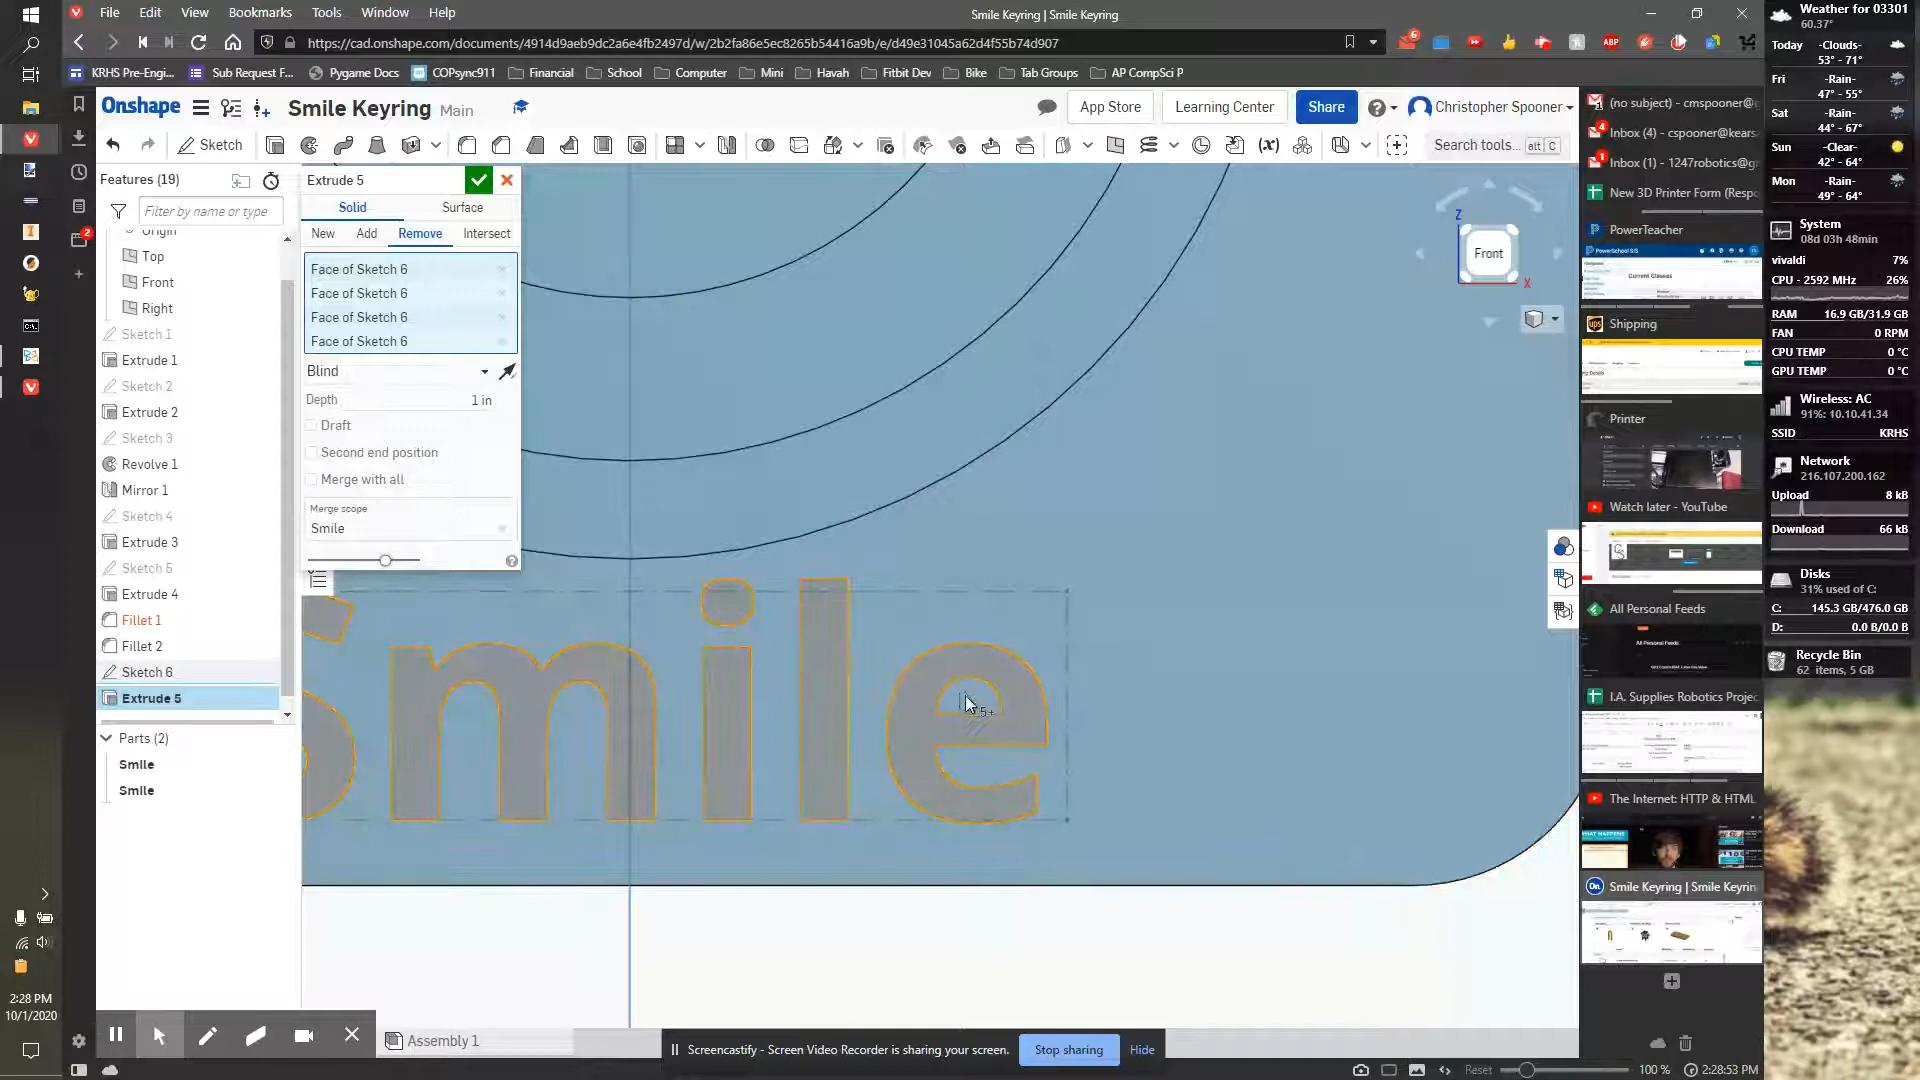 File Edit View Bookmarks Tools Window Help
Smile Keyring | Smile Keyring
https://cad.onshape.com/documents/4914d9aeb9dc2a6e4fb2497d/w/2b2fa86e5ec8265b54416a9b/e/d49e31045a62d4f55b74d907
6
ABP
KRHS Pre-Engi... Sub Request F... Pygame Docs COPsync911 Financial School Computer Mini Havah Fitbit Dev Bike Tab Groups AP CompSci P
Onshape Smile Keyring Main App Store Learning Center Share Christopher Spooner
Sketch Search tools... alt C
Features (19)
Filter by name or type
Origin
Top
Front
Right
Sketch 1
Extrude 1
Sketch 2
Extrude 2
Sketch 3
Revolve 1
Mirror 1
Sketch 4
Extrude 3
Sketch 5
Extrude 4
Fillet 1
Fillet 2
Sketch 6
Extrude 5
Parts (2)
Smile
Smile
Extrude 5
Solid Surface
New Add Remove Intersect
Face of Sketch 6
Face of Sketch 6
Face of Sketch 6
Face of Sketch 6
Blind
Depth 1 in
Draft
Second end position
Merge with all
Merge scope
Smile
Smile
Z
Front
X
Assembly 1
Screencastify - Screen Video Recorder is sharing your screen. Stop sharing Hide
Reset 100 % 2:28:53 PM
2:28 PM
10/1/2020
2
(no subject) - cmspooner@g
Inbox (4) - cspooner@kears
Inbox (1) - 1247robotics@g
New 3D Printer Form (Respo
PowerTeacher
Shipping
Printer
Watch later - YouTube
All Personal Feeds
I.A. Supplies Robotics Projec
The Internet: HTTP & HTML
Smile Keyring | Smile Keyrin
Weather for 03301
60.37°
Today -Clouds-
53° - 71°
Fri -Rain-
47° - 55°
Sat -Rain-
44° - 67°
Sun -Clear-
42° - 64°
Mon -Rain-
49° - 64°
System
08d 03h 48min
vivaldi 7%
CPU - 2592 MHz 26%
RAM 16.9 GB/31.9 GB
FAN 0 RPM
CPU TEMP 0 °C
GPU TEMP 0 °C
Wireless: AC
91%: 10.10.41.34
SSID KRHS
Network
216.107.200.162
Upload 8 kB
Download 66 kB
Disks
31% used of C:
C: 145.3 GB/476.0 GB
D: 0.0 B/0.0 B
Recycle Bin
62 items, 5 GB